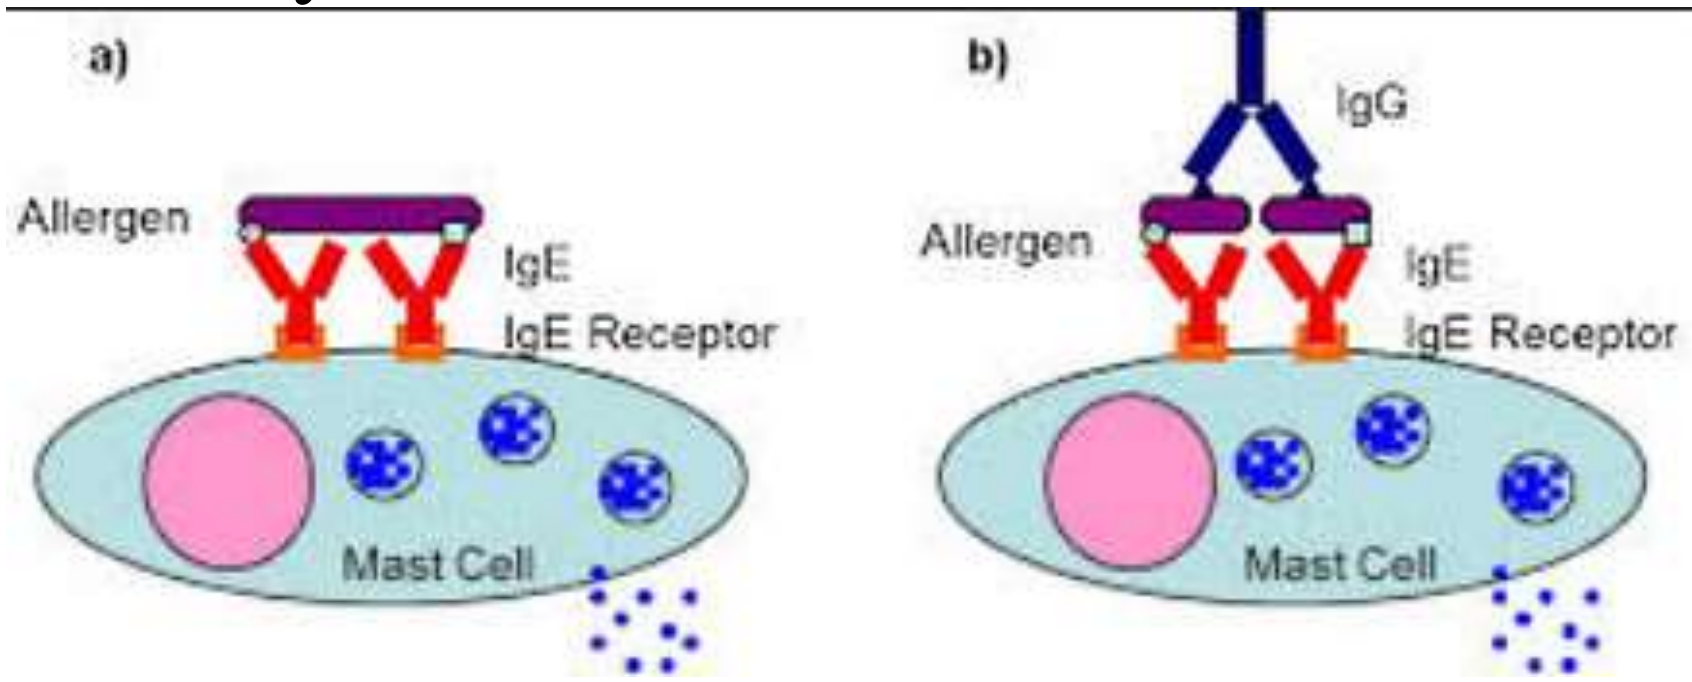 a)
Allergen
IgE
IgE Receptor
Mast Cell
b)
IgG
Allergen
IgE
IgE Receptor
Mast Cell